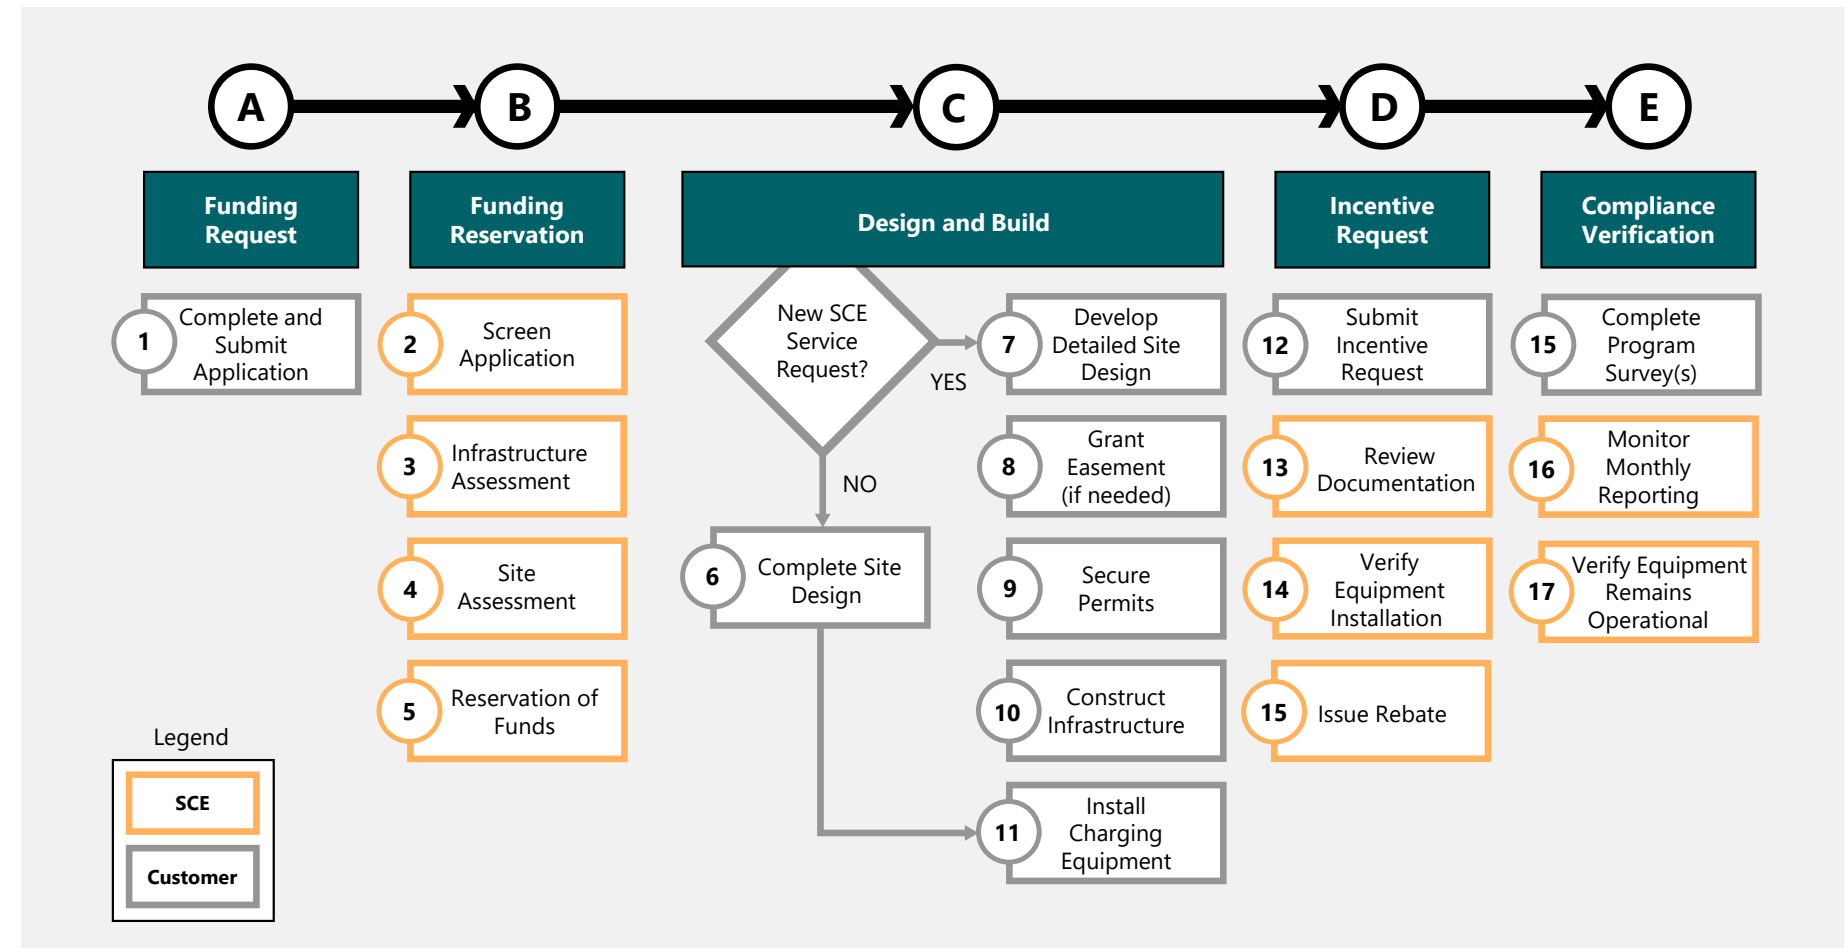 A
B
C
D
E
Funding
Request
Funding
Reservation
Design and Build
Incentive
Request
Compliance
Verification
1
Complete and
Submit
Application
2
Screen
Application
3
Infrastructure
Assessment
4
Site
Assessment
5
Reservation of
Funds
New SCE
Service
Request?
YES
NO
6
Complete Site
Design
7
Develop
Detailed Site
Design
8
Grant
Easement
(if needed)
9
Secure
Permits
10
Construct
Infrastructure
11
Install
Charging
Equipment
12
Submit
Incentive
Request
13
Review
Documentation
14
Verify
Equipment
Installation
15
Issue Rebate
15
Complete
Program
Survey(s)
16
Monitor
Monthly
Reporting
17
Verify Equipment
Remains
Operational
Legend
SCE
Customer